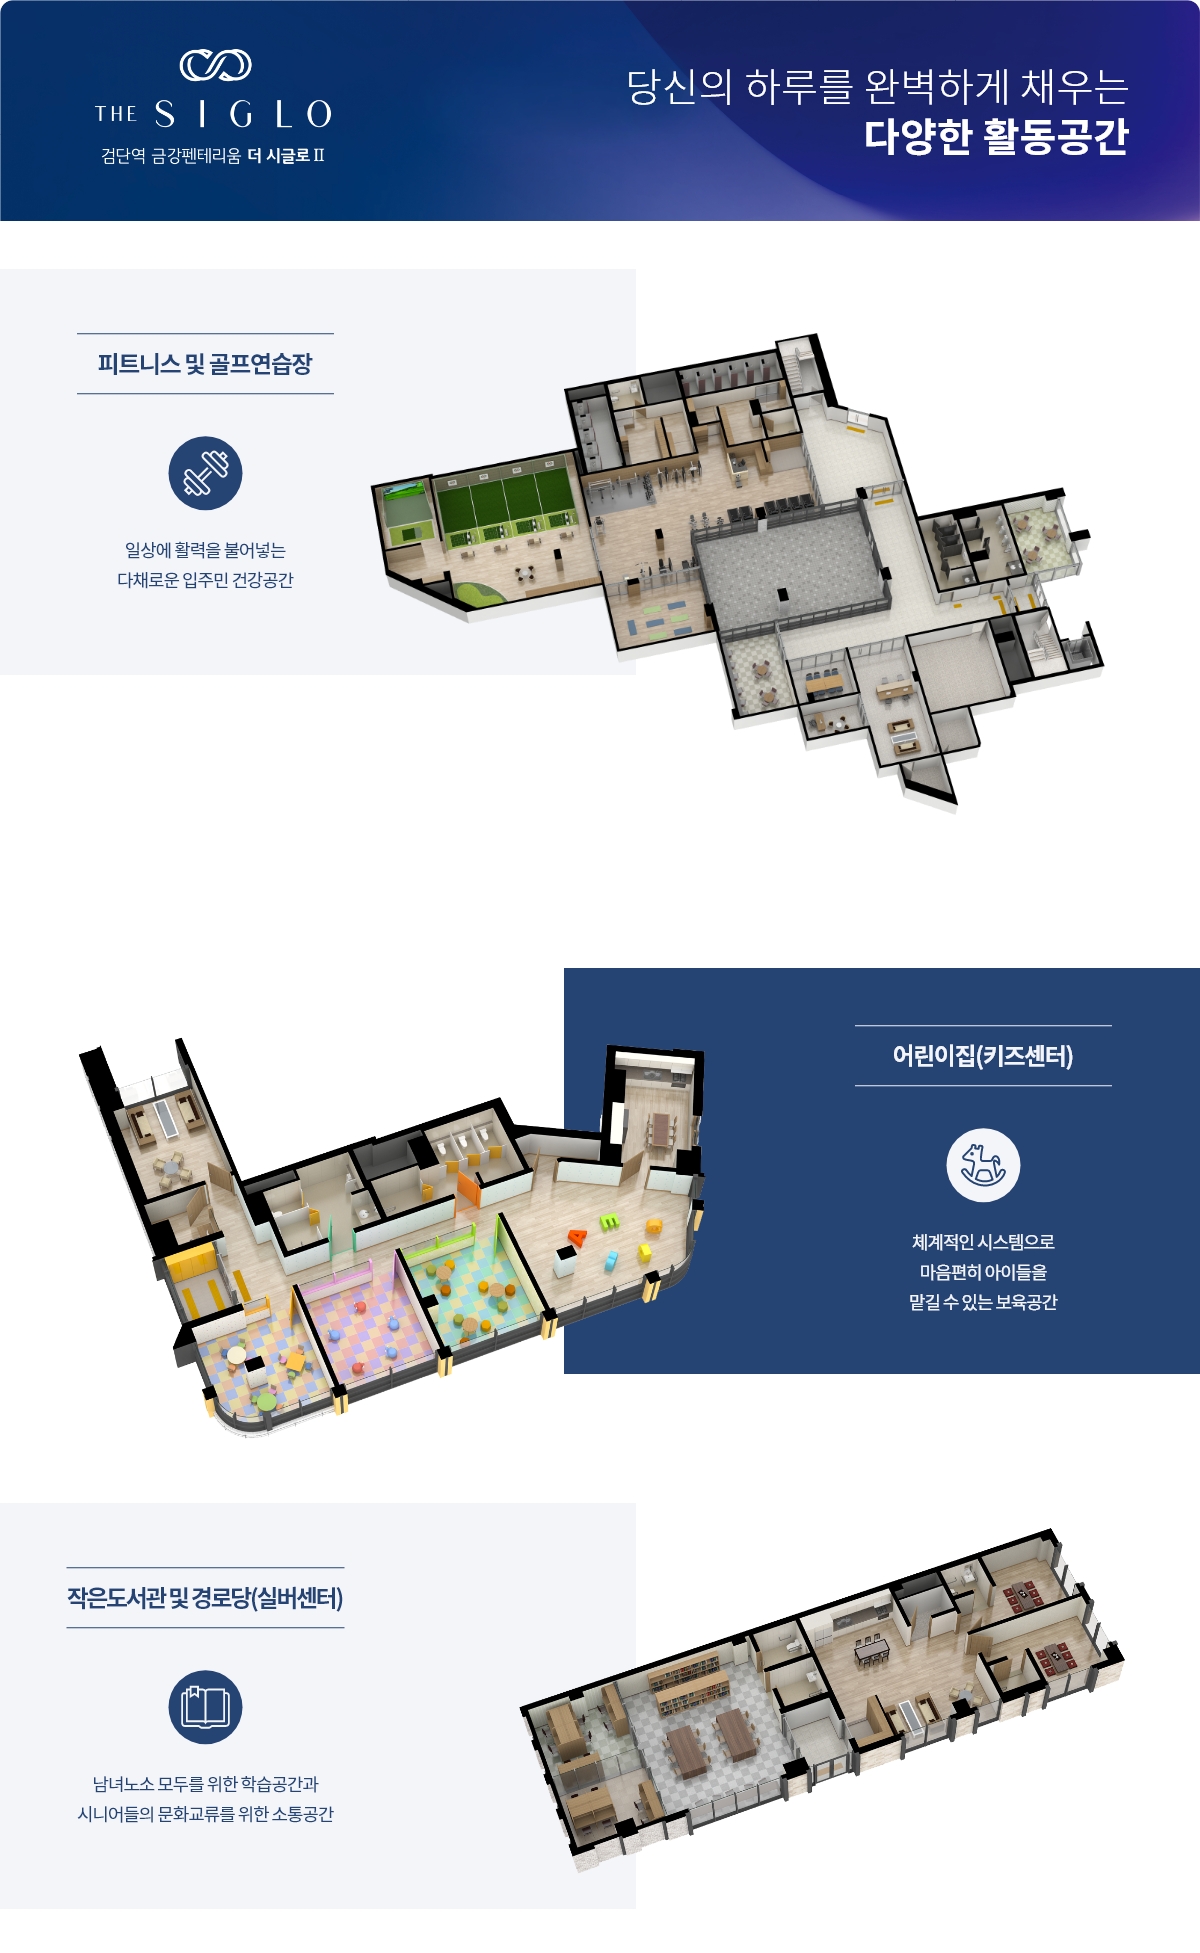 THE SIGLO
검단역 금강펜테리움 더 시글로 II
당신의 하루를 완벽하게 채우는
다양한 활동공간
피트니스 및 골프연습장
일상에 활력을 불어넣는
다채로운 입주민 건강공간
어린이집(키즈센터)
체계적인 시스템으로
마음편히 아이들을
맡길 수 있는 보육공간
작은도서관 및 경로당(실버센터)
남녀노소 모두를 위한 학습공간과
시니어들의 문화교류를 위한 소통공간